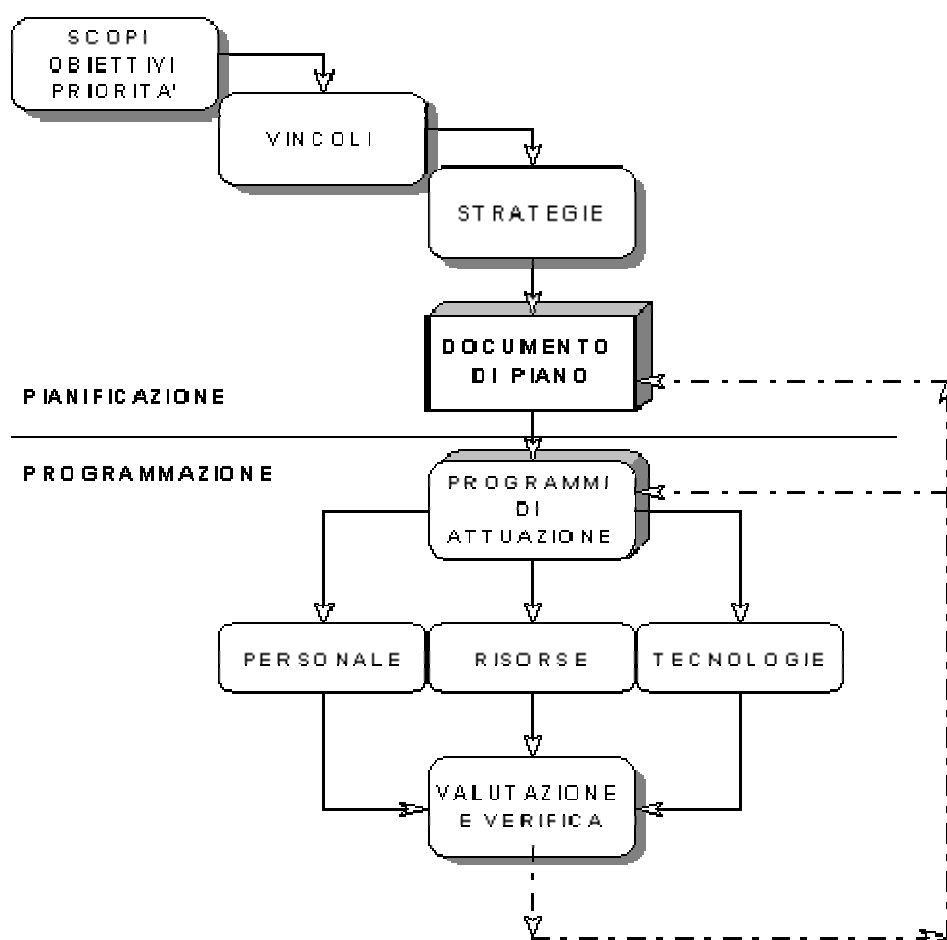 SCOPI
OBIETTIVI
PRIORITA'
VINCOLI
STRATEGIE
DOCUMENTO
DI PIANO
PIANIFICAZIONE
PROGRAMMAZIONE
PROGRAMMI
DI
ATTUAZIONE
PERSONALE
RISORSE
TECNOLOGIE
VALUTAZIONE
E VERIFICA